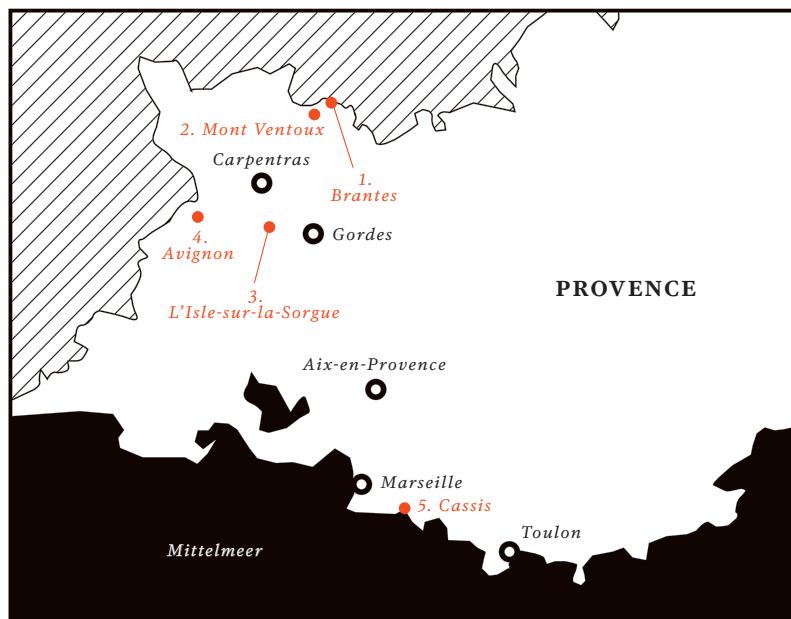 2. Mont Ventoux
Carpentras
1.
Brantes
4.
Avignon
Gordes
3.
L'Isle-sur-la-Sorgue
PROVENCE
Aix-en-Provence
Marseille
5. Cassis
Toulon
Mittelmeer